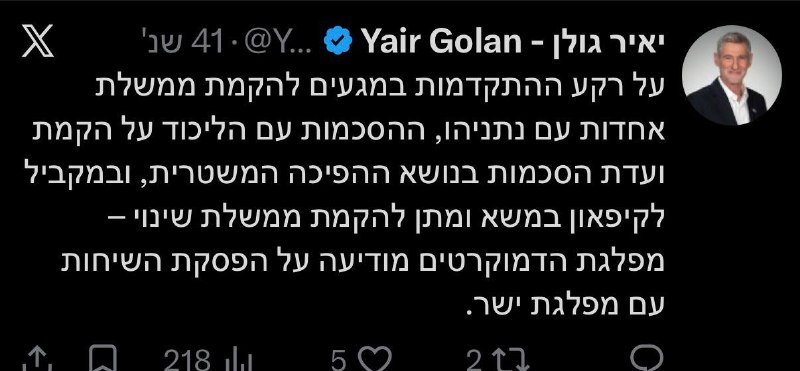 יאיר גולן - Yair Golan @Y... · 41 שנ'
על רקע ההתקדמות במגעים להקמת ממשלת
אחדות עם נתניהו, ההסכמות עם הליכוד על הקמת
ועדת הסכמות בנושא ההפיכה המשטרית, ובמקביל
לקיפאון במשא ומתן להקמת ממשלת שינוי –
מפלגת הדמוקרטים מודיעה על הפסקת השיחות
עם מפלגת ישר.
2 5 218